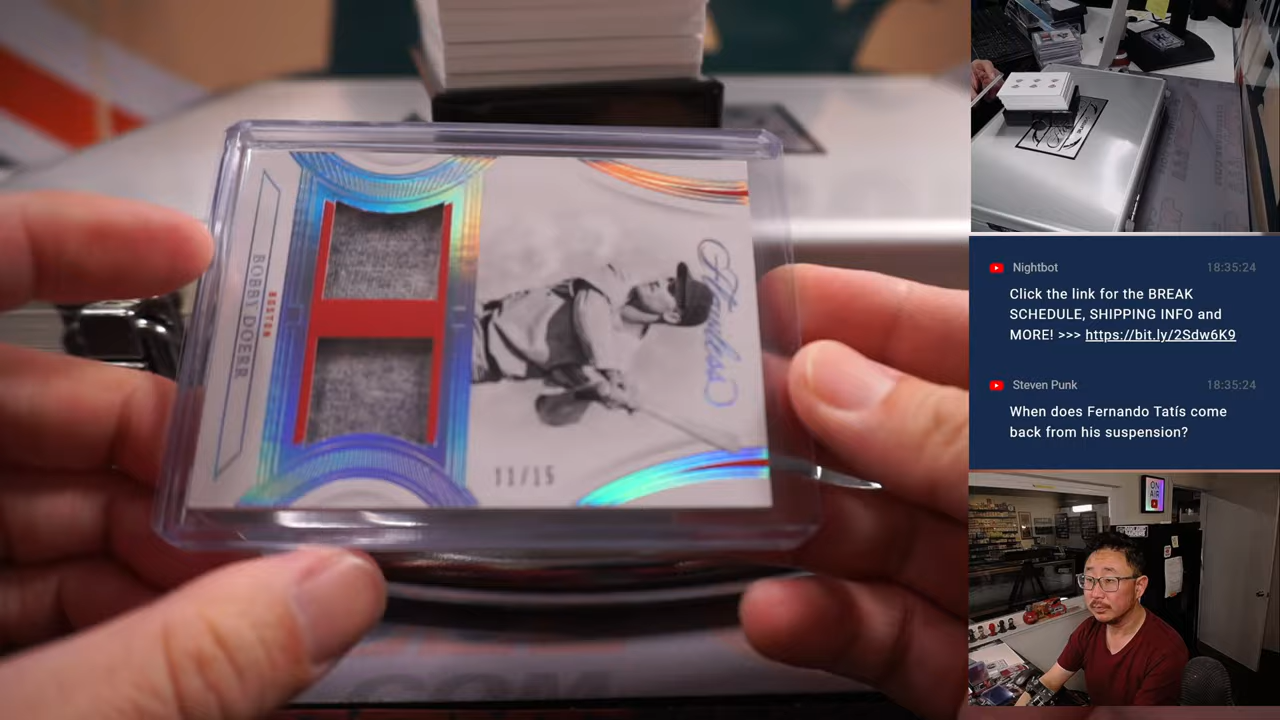 BOBBY DOERR
BOSTON
Flawless
11/15
Nightbot
18:35:24
Click the link for the BREAK
SCHEDULE, SHIPPING INFO and
MORE! >>> https://bit.ly/2Sdw6K9
Steven Punk
18:35:24
When does Fernando Tatís come
back from his suspension?
ON
AIR